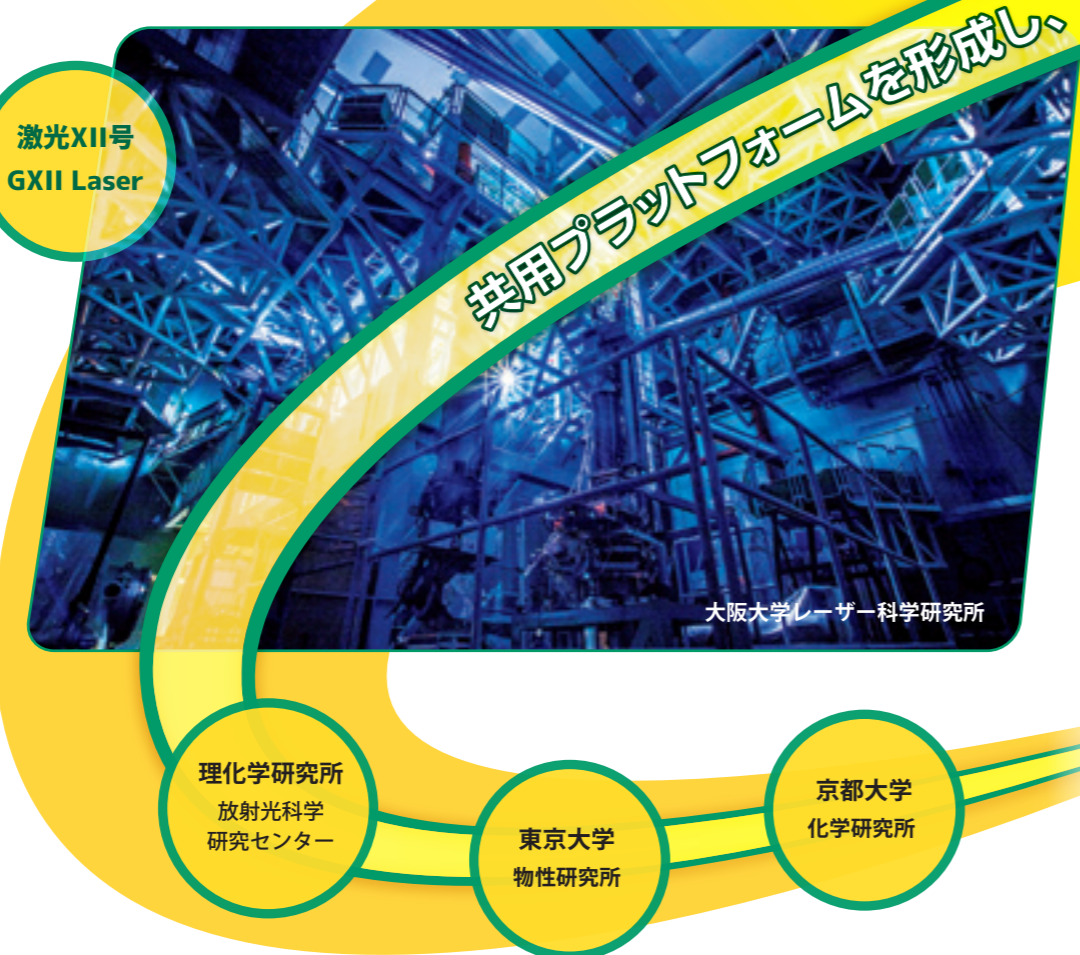 共用プラットフォームを形成し、
激光XII号
GXII Laser
大阪大学レーザー科学研究所
理化学研究所
放射光科学
研究センター
東京大学
物性研究所
京都大学
化学研究所